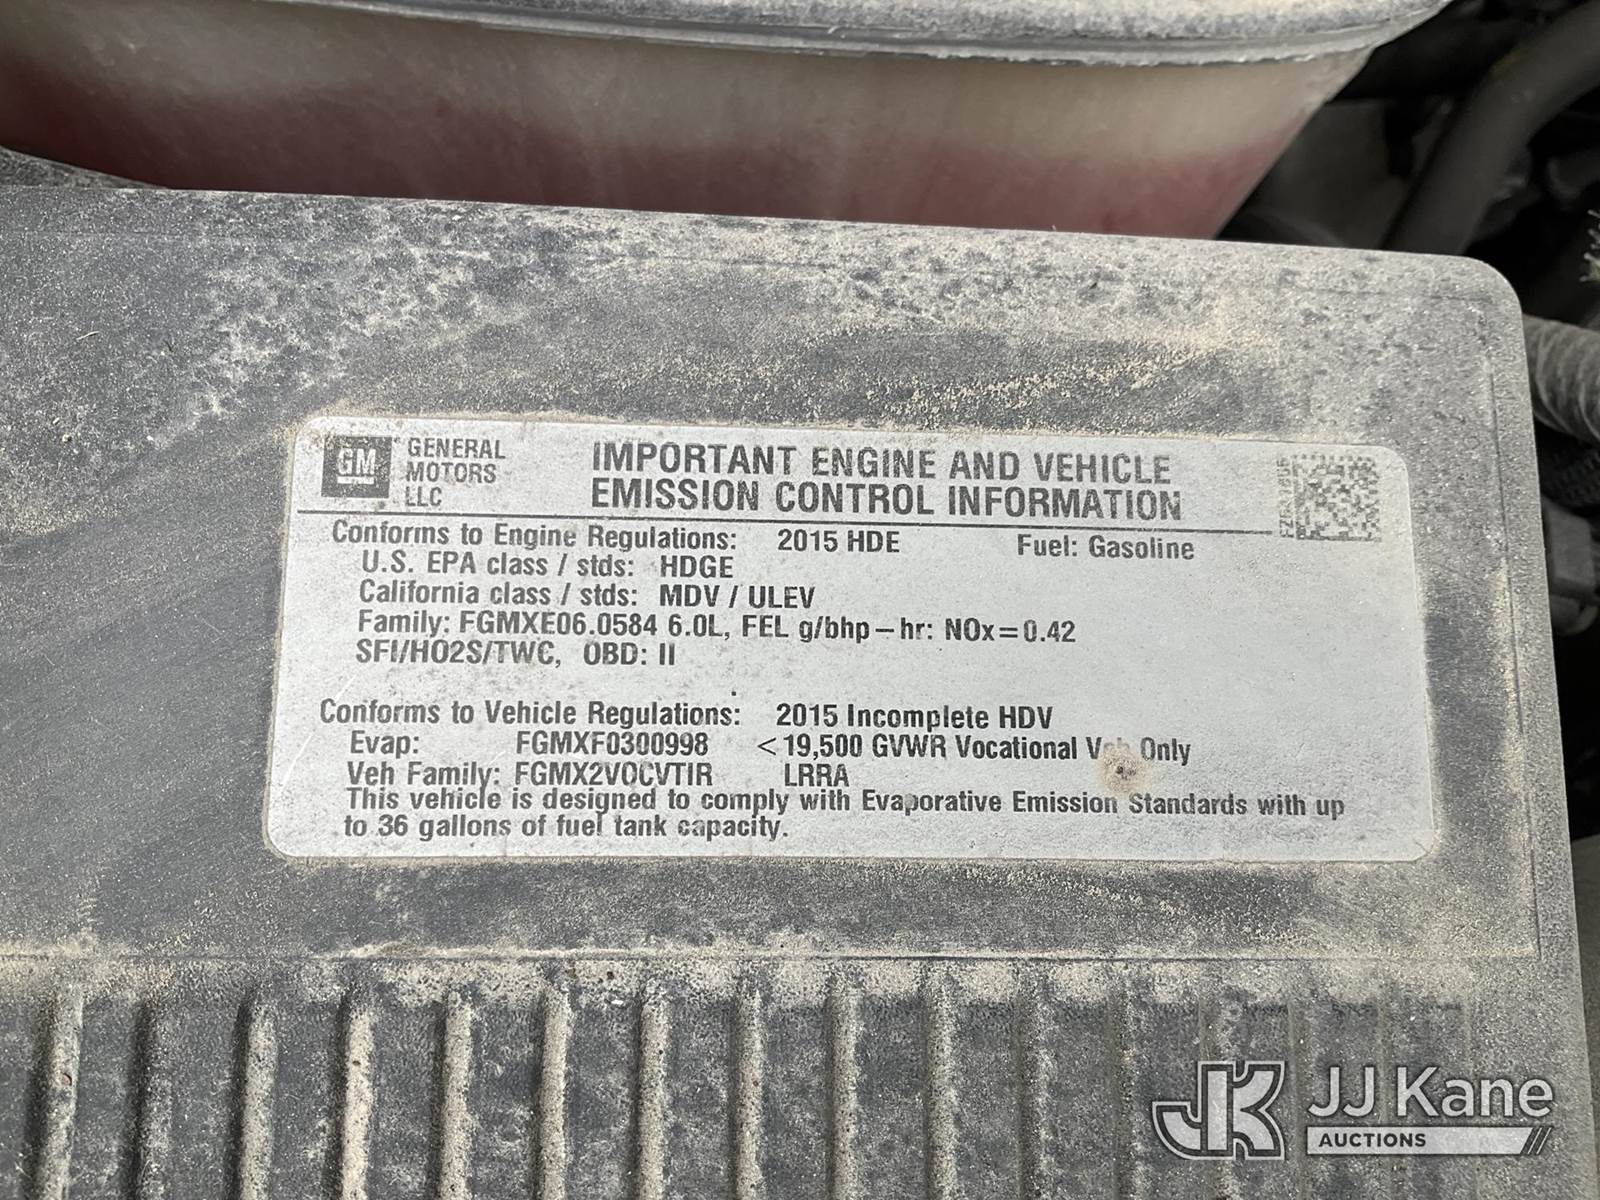 GM
GENERAL
MOTORS
LLC
IMPORTANT ENGINE AND VEHICLE
EMISSION CONTROL INFORMATION
Conforms to Engine Regulations: 2015 HDE Fuel: Gasoline
U.S. EPA class / stds: HDGE
California class / stds: MDV / ULEV
Family: FGMXE06.0584 6.0L, FEL g/bhp – hr: NOx = 0.42
SFI/HO2S/TWC, OBD: II
Conforms to Vehicle Regulations: 2015 Incomplete HDV
Evap: FGMXF0300998 < 19,500 GVWR Vocational Veh Only
Veh Family: FGMX2VOCVTIR LRRA
This vehicle is designed to comply with Evaporative Emission Standards with up
to 36 gallons of fuel tank capacity.
JK JJ Kane
AUCTIONS